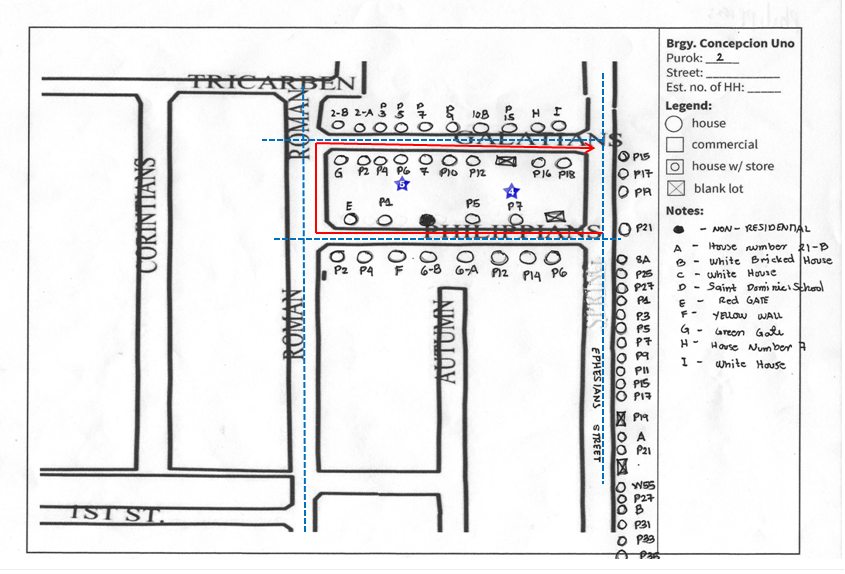 Brgy. Concepcion Uno
Purok: 2
Street:
Est. no. of HH:
Legend:
house
commercial
house w/ store
blank lot
Notes:
- NON-RESIDENTIAL
A - House number 21-B
B - White Bricked House
C - White House
D - Saint Dominic School
E - Red GATE
F - YELLOW WALL
G - Green Gate
H - House Number 7
I - White House
TRICARBEN
ROMAN
CORINTIANS
ROMAN
2-B 2-A P3 P5 P7 P9 10B P15 H I
GALATIANS
G P2 P4 P6 7 P10 P12 P16 P18
5 4
E P1 P5 P7
PHILIPPIANS
P2 P4 F 6-B 6-A P12 P14 P6
AUTUMN
SPRING
EPHESIANS STREET
1ST ST.
P15
P17
P19
P21
8A
P25
P27
P1
P3
P5
P7
P9
P11
P15
P17
P19
A
P21
W55
P27
B
P31
P33
P35